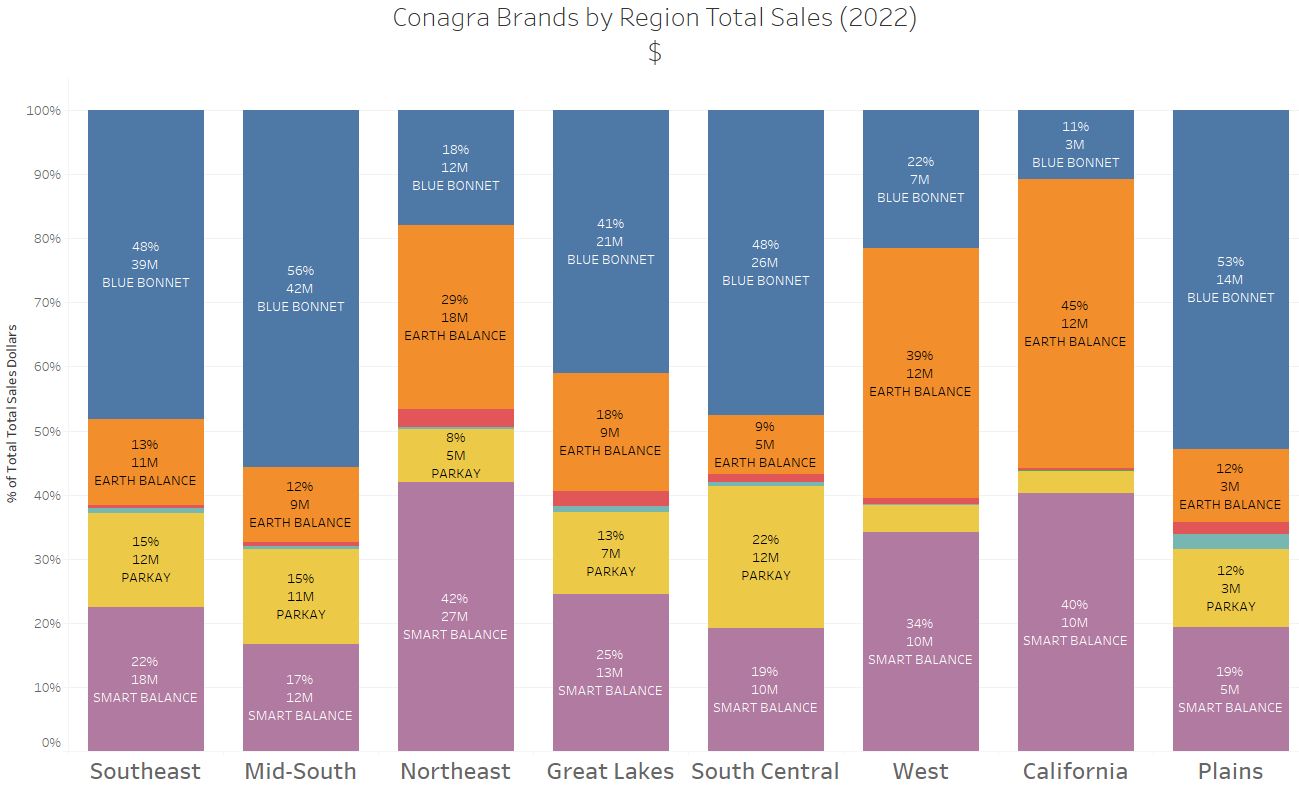 Conagra Brands by Region Total Sales (2022)
$
% of Total Total Sales Dollars
100%
90%
80%
70%
60%
50%
40%
30%
20%
10%
0%
48%
39M
BLUE BONNET
13%
11M
EARTH BALANCE
15%
12M
PARKAY
22%
18M
SMART BALANCE
56%
42M
BLUE BONNET
12%
9M
EARTH BALANCE
15%
11M
PARKAY
17%
12M
SMART BALANCE
18%
12M
BLUE BONNET
29%
18M
EARTH BALANCE
8%
5M
PARKAY
42%
27M
SMART BALANCE
41%
21M
BLUE BONNET
18%
9M
EARTH BALANCE
13%
7M
PARKAY
25%
13M
SMART BALANCE
48%
26M
BLUE BONNET
9%
5M
EARTH BALANCE
22%
12M
PARKAY
19%
10M
SMART BALANCE
22%
7M
BLUE BONNET
39%
12M
EARTH BALANCE
34%
10M
SMART BALANCE
11%
3M
BLUE BONNET
45%
12M
EARTH BALANCE
40%
10M
SMART BALANCE
53%
14M
BLUE BONNET
12%
3M
EARTH BALANCE
12%
3M
PARKAY
19%
5M
SMART BALANCE
Southeast
Mid-South
Northeast
Great Lakes
South Central
West
California
Plains